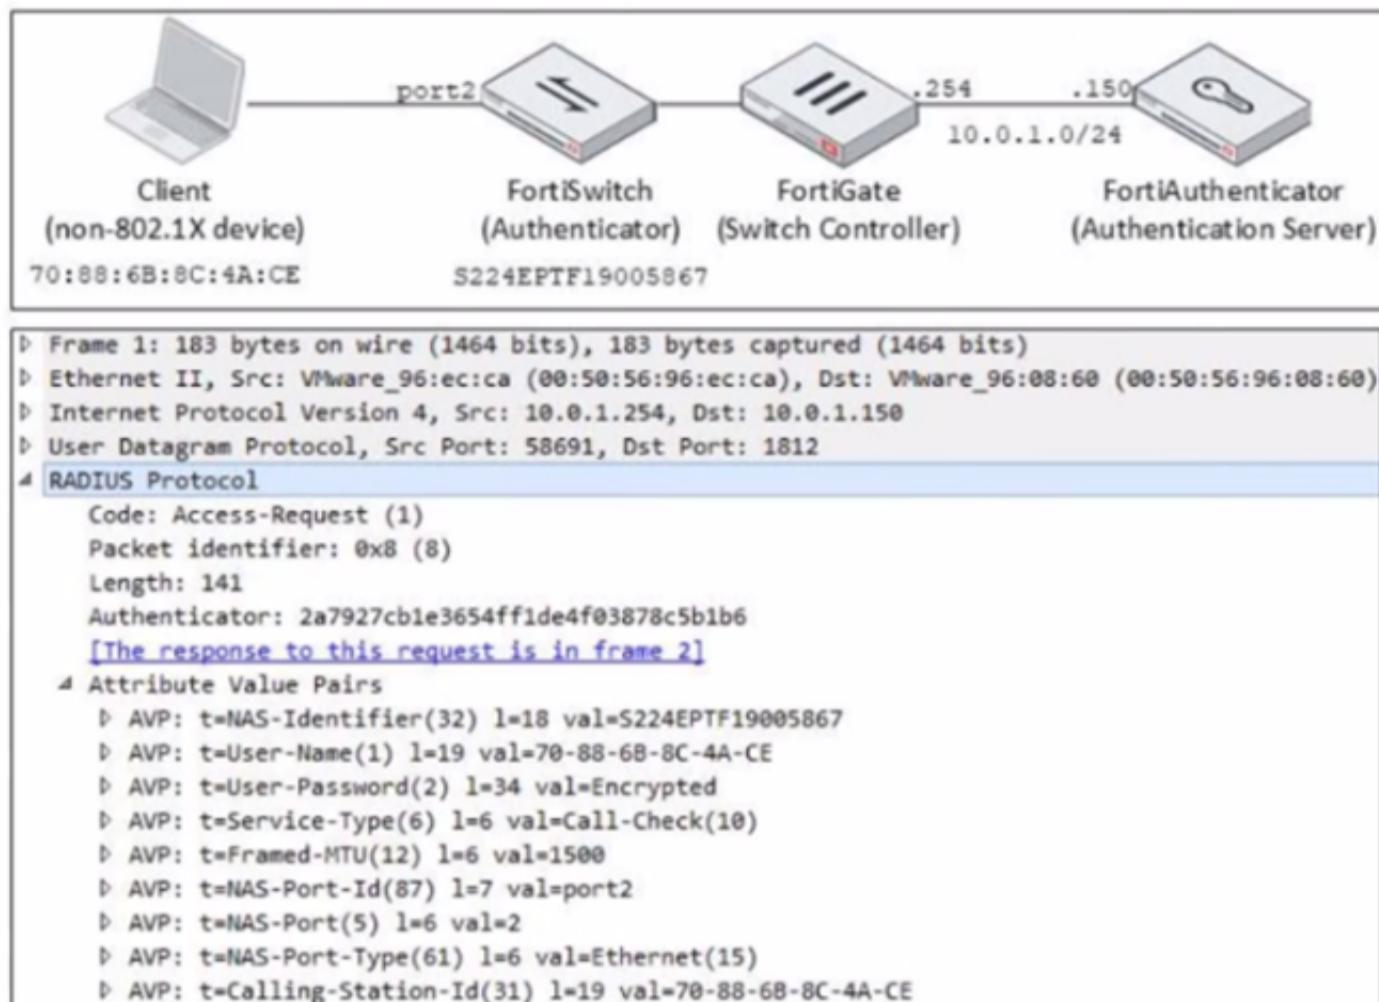 port2
.254
.150
10.0.1.0/24
Client
(non-802.1X device)
70:88:6B:8C:4A:CE
FortiSwitch
(Authenticator)
S224EPTF19005867
FortiGate
(Switch Controller)
FortiAuthenticator
(Authentication Server)
Frame 1: 183 bytes on wire (1464 bits), 183 bytes captured (1464 bits)
Ethernet II, Src: VMware_96:ec:ca (00:50:56:96:ec:ca), Dst: VMware_96:08:60 (00:50:56:96:08:60)
Internet Protocol Version 4, Src: 10.0.1.254, Dst: 10.0.1.150
User Datagram Protocol, Src Port: 58691, Dst Port: 1812
RADIUS Protocol
Code: Access-Request (1)
Packet identifier: 0x8 (8)
Length: 141
Authenticator: 2a7927cb1e3654ff1de4f03878c5b1b6
[The response to this request is in frame 2]
Attribute Value Pairs
AVP: t=NAS-Identifier(32) l=18 val=S224EPTF19005867
AVP: t=User-Name(1) l=19 val=70-88-6B-8C-4A-CE
AVP: t=User-Password(2) l=34 val=Encrypted
AVP: t=Service-Type(6) l=6 val=Call-Check(10)
AVP: t=Framed-MTU(12) l=6 val=1500
AVP: t=NAS-Port-Id(87) l=7 val=port2
AVP: t=NAS-Port(5) l=6 val=2
AVP: t=NAS-Port-Type(61) l=6 val=Ethernet(15)
AVP: t=Calling-Station-Id(31) l=19 val=70-88-6B-8C-4A-CE